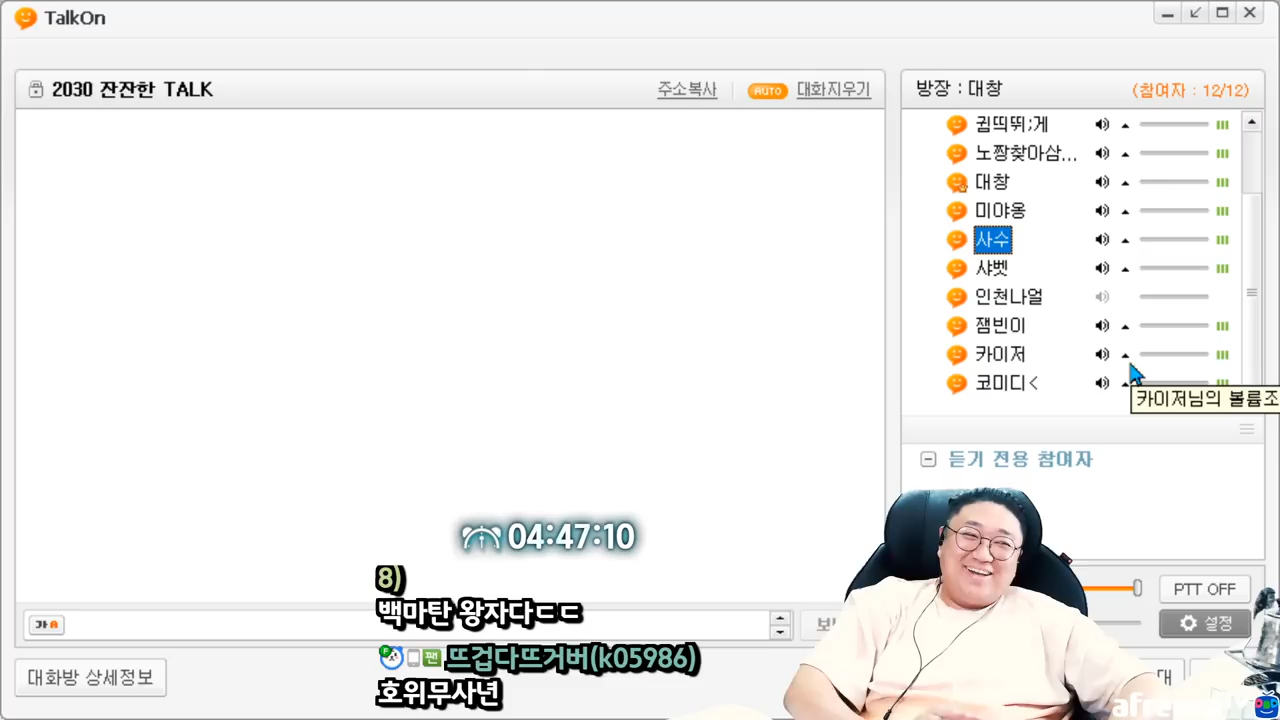 TalkOn
2030 잔잔한 TALK
주소복사
AUTO
대화지우기
방장 : 대창
(참여자 : 12/12)
귐띅뛰;게
노짱찾아삼...
대창
미야옹
사수
샤벳
인천나얼
잼빈이
카이저
코미디<
카이저님의 볼륨조
듣기 전용 참여자
04:47:10
8)
백마탄 왕자다ㄷㄷ
뜨겁다뜨거버(k05986)
호위무사년
PTT OFF
설정
가A
대화방 상세정보
대